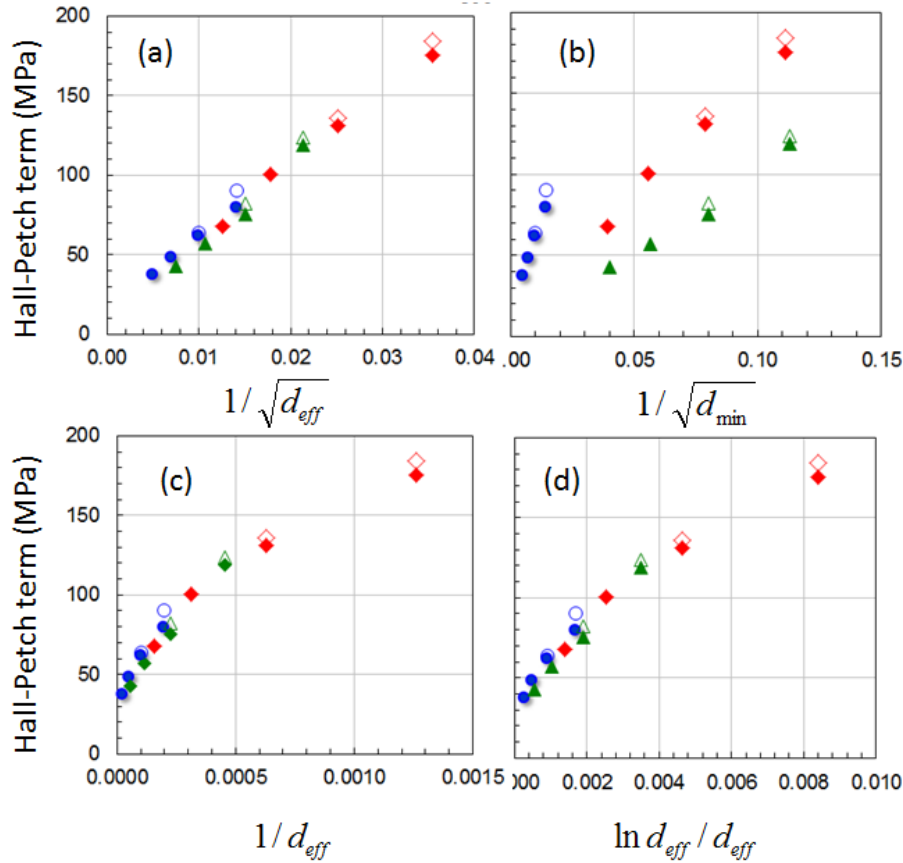 200
(a)
(b)
150
100
50
0
0.00 0.01 0.02 0.03 0.04
.00 0.05 0.10 0.15
Hall-Petch term (MPa)
1/√d_eff
1/√d_min
200
(c)
(d)
150
100
50
0
0.0000 0.0005 0.0010 0.0015
000 0.002 0.004 0.006 0.008 0.010
Hall-Petch term (MPa)
1/d_eff
ln d_eff / d_eff